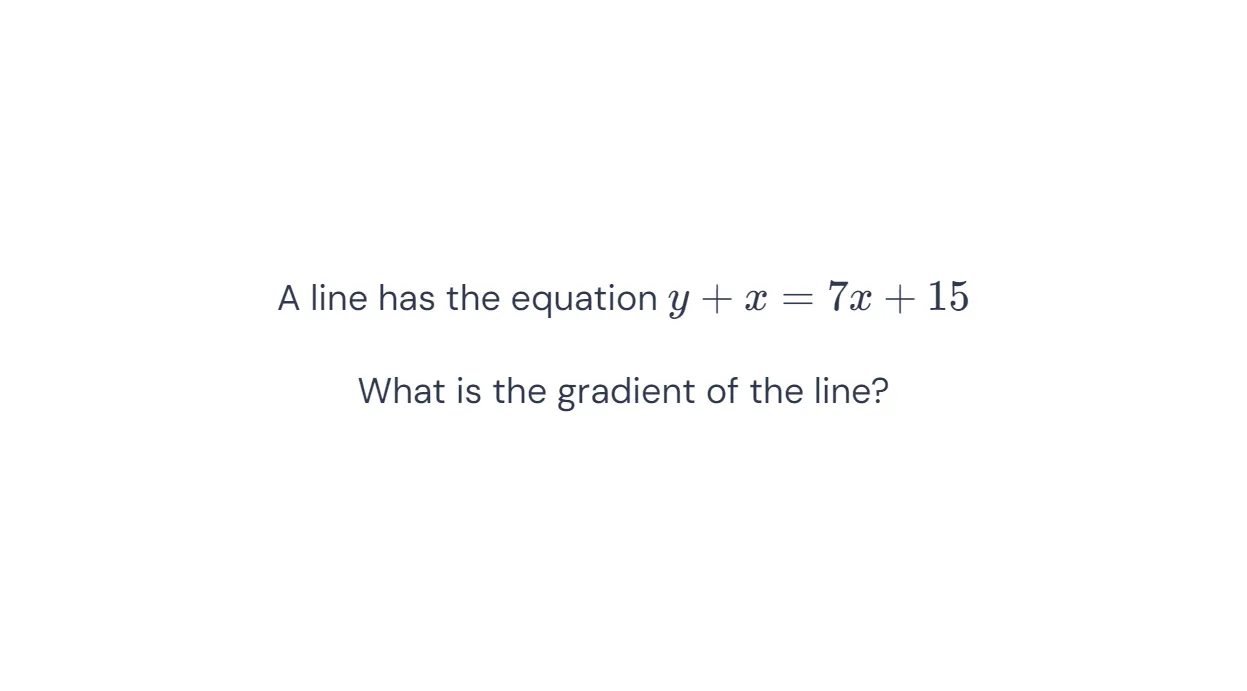 A line has the equation y + x = 7x + 15
What is the gradient of the line?